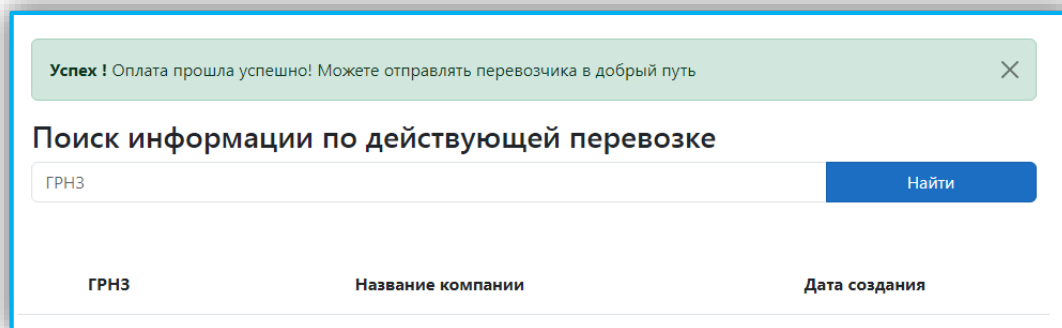 Успех ! Оплата прошла успешно! Можете отправлять перевозчика в добрый путь
Поиск информации по действующей перевозке
ГРНЗ
Найти
ГРНЗ Название компании Дата создания